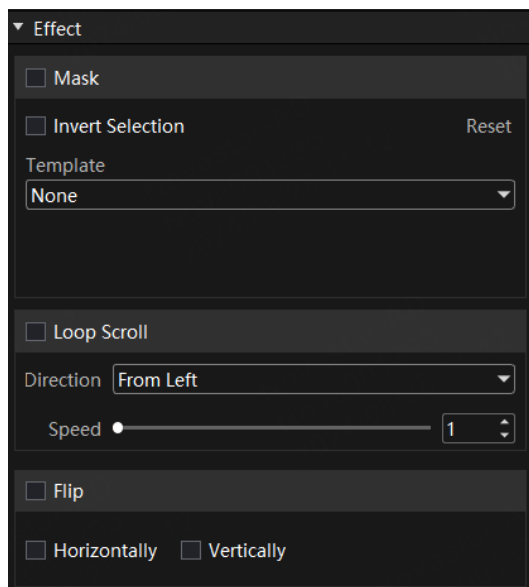 Effect
Mask
Invert Selection Reset
Template
None
Loop Scroll
Direction From Left
Speed 1
Flip
Horizontally Vertically